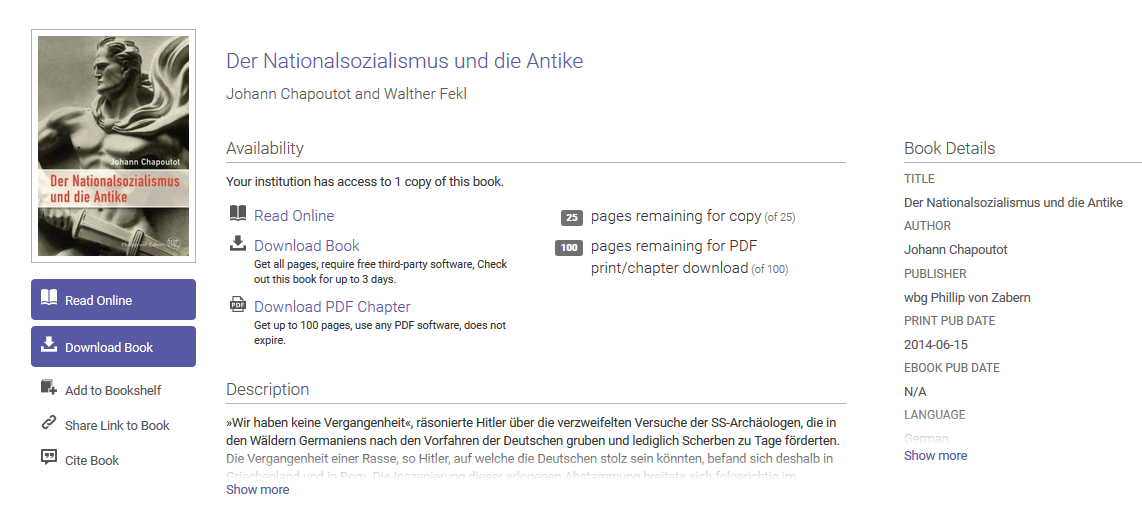 Der Nationalsozialismus und die Antike
Johann Chapoutot and Walther Fekl
Johann Chapoutot
Der Nationalsozialismus
und die Antike
Read Online
Download Book
Add to Bookshelf
Share Link to Book
Cite Book
Availability
Your institution has access to 1 copy of this book.
Read Online
Download Book
Get all pages, require free third-party software, Check
out this book for up to 3 days.
PDF
Download PDF Chapter
Get up to 100 pages, use any PDF software, does not
expire.
25 pages remaining for copy (of 25)
100 pages remaining for PDF
print/chapter download (of 100)
Description
»Wir haben keine Vergangenheit«, räsonierte Hitler über die verzweifelten Versuche der SS-Archäologen, die in
den Wäldern Germaniens nach den Vorfahren der Deutschen gruben und lediglich Scherben zu Tage förderten.
Die Vergangenheit einer Rasse, so Hitler, auf welche die Deutschen stolz sein könnten, befand sich deshalb in
Griechenland und in Rom. Die Inszenierung dieser erlogenen Abstammung breitete sich folgerichtig im
Show more
Book Details
TITLE
Der Nationalsozialismus und die Antike
AUTHOR
Johann Chapoutot
PUBLISHER
wbg Phillip von Zabern
PRINT PUB DATE
2014-06-15
EBOOK PUB DATE
N/A
LANGUAGE
German
Show more